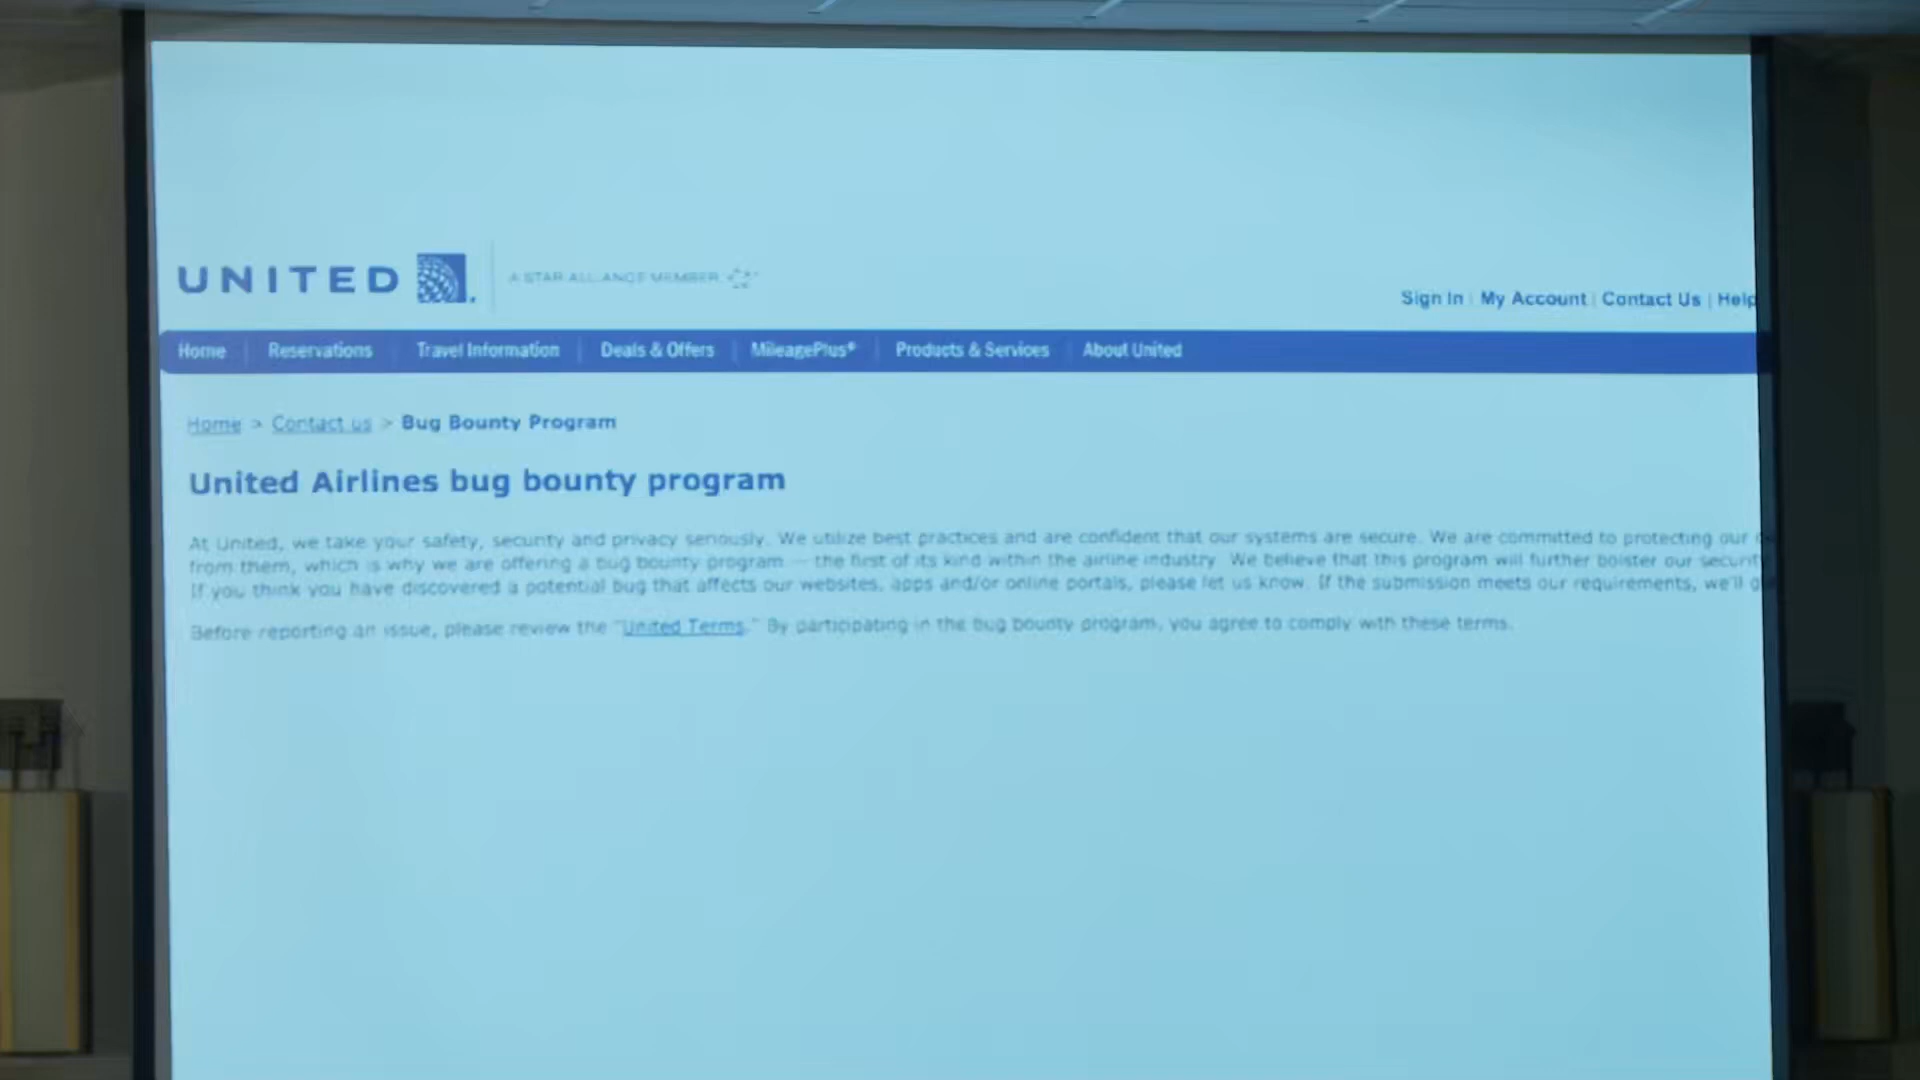 UNITED
A STAR ALLIANCE MEMBER
Sign In | My Account | Contact Us | Help
Home | Reservations | Travel Information | Deals & Offers | MileagePlus® | Products & Services | About United
Home > Contact us > Bug Bounty Program
United Airlines bug bounty program
At United, we take your safety, security and privacy seriously. We utilize best practices and are confident that our systems are secure. We are committed to protecting our
from them, which is why we are offering a bug bounty program — the first of its kind within the airline industry. We believe that this program will further bolster our securit
If you think you have discovered a potential bug that affects our websites, apps and/or online portals, please let us know. If the submission meets our requirements, we'll
Before reporting an issue, please review the "United Terms." By participating in the bug bounty program, you agree to comply with these terms.